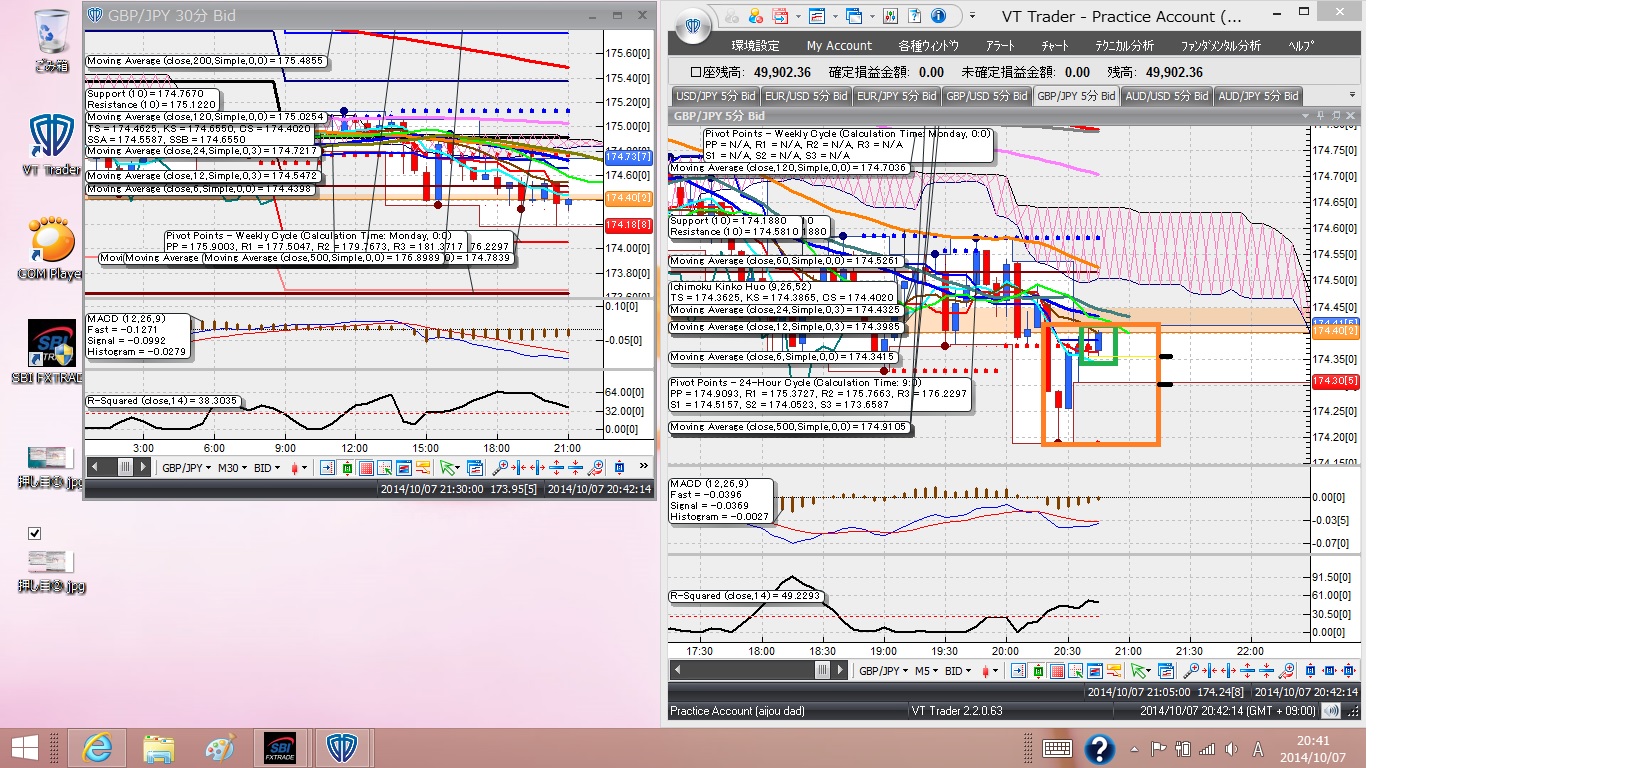 ごみ箱
VT Trader
GOM Player
SBI FXTRAD
押し目①.jpg
押し目②.jpg
GBP/JPY 30分 Bid
Moving Average (close,200,Simple,0,0) = 175.4855
Support (10) = 174.7670
Resistance (10) = 175.1220
Moving Average (close,120,Simple,0,0) = 175.0254
TS = 174.4625, KS = 174.6550, CS = 174.4020
SSA = 174.5587, SSB = 174.6550
Moving Average (close,24,Simple,0,3) = 174.7217
Moving Average (close,12,Simple,0,3) = 174.5472
Moving Average (close,6,Simple,0,0) = 174.4398
Pivot Points - Weekly Cycle (Calculation Time: Monday, 0:0)
PP = 175.9003, R1 = 177.5047, R2 = 179.7673, R3 = 181.3717
76.2297
Movi
Moving Average
Moving Average (close,500,Simple,0,0) = 176.8989
0) = 174.7839
175.60[0]
175.40[0]
175.20[0]
175.00[0]
174.73[7]
174.60[0]
174.40[2]
174.18[8]
174.00[0]
173.80[0]
173.60[0]
MACD (12,26,9)
Fast = -0.1271
Signal = -0.0992
Histogram = -0.0279
0.10[0]
-0.05[0]
R-Squared (close,14) = 38.3035
64.00[0]
32.00[0]
0.00[0]
3:00 6:00 9:00 12:00 15:00 18:00 21:00
GBP/JPY M30 BID
2014/10/07 21:30:00 173.95[5] 2014/10/07 20:42:14
VT Trader - Practice Account (...
環境設定 My Account 各種ウィンドウ アラート チャート テクニカル分析 ファンダメンタル分析 ヘルプ
口座残高: 49,902.36 確定損益金額: 0.00 未確定損益金額: 0.00 残高: 49,902.36
USD/JPY 5分 Bid EUR/USD 5分 Bid EUR/JPY 5分 Bid GBP/USD 5分 Bid GBP/JPY 5分 Bid AUD/USD 5分 Bid AUD/JPY 5分 Bid
GBP/JPY 5分 Bid
Pivot Points - Weekly Cycle (Calculation Time: Monday, 0:0)
PP = N/A, R1 = N/A, R2 = N/A, R3 = N/A
S1 = N/A, S2 = N/A, S3 = N/A
Moving Average (close,120,Simple,0,0) = 174.7036
Support (10) = 174.1880
Resistance (10) = 174.5810
Moving Average (close,60,Simple,0,0) = 174.5261
Ichimoku Kinko Huo (9,26,52)
TS = 174.3625, KS = 174.3865, CS = 174.4020
Moving Average (close,24,Simple,0,3) = 174.4325
Moving Average (close,12,Simple,0,3) = 174.3985
Moving Average (close,6,Simple,0,0) = 174.3415
Pivot Points - 24-Hour Cycle (Calculation Time: 9:0)
PP = 174.9093, R1 = 175.3727, R2 = 175.7663, R3 = 176.2297
S1 = 174.5157, S2 = 174.0523, S3 = 173.6587
Moving Average (close,500,Simple,0,0) = 174.9105
174.75[0]
174.70[0]
174.65[0]
174.60[0]
174.55[0]
174.50[0]
174.45[0]
174.40[2]
174.35[0]
174.30[5]
174.25[0]
174.20[0]
174.15[0]
MACD (12,26,9)
Fast = -0.0396
Signal = -0.0369
Histogram = -0.0027
0.00[0]
-0.03[5]
-0.07[0]
R-Squared (close,14) = 49.2293
91.50[0]
61.00[0]
30.50[0]
0.00[0]
17:30 18:00 18:30 19:00 19:30 20:00 20:30 21:00 21:30 22:00
GBP/JPY M5 BID
2014/10/07 21:05:00 174.24[8] 2014/10/07 20:42:14
Practice Account (aijou dad) VT Trader 2.2.0.63 2014/10/07 20:42:14 (GMT + 09:00)
SBI
FXTRADE
A
20:41
2014/10/07